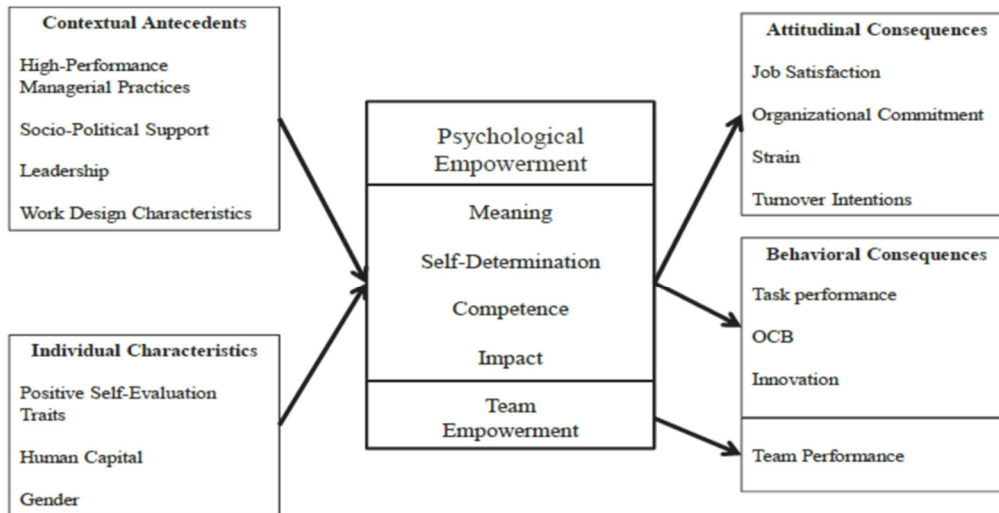 Contextual Antecedents
High-Performance
Managerial Practices
Socio-Political Support
Leadership
Work Design Characteristics
Individual Characteristics
Positive Self-Evaluation
Traits
Human Capital
Gender
Psychological
Empowerment
Meaning
Self-Determination
Competence
Impact
Team
Empowerment
Attitudinal Consequences
Job Satisfaction
Organizational Commitment
Strain
Turnover Intentions
Behavioral Consequences
Task performance
OCB
Innovation
Team Performance